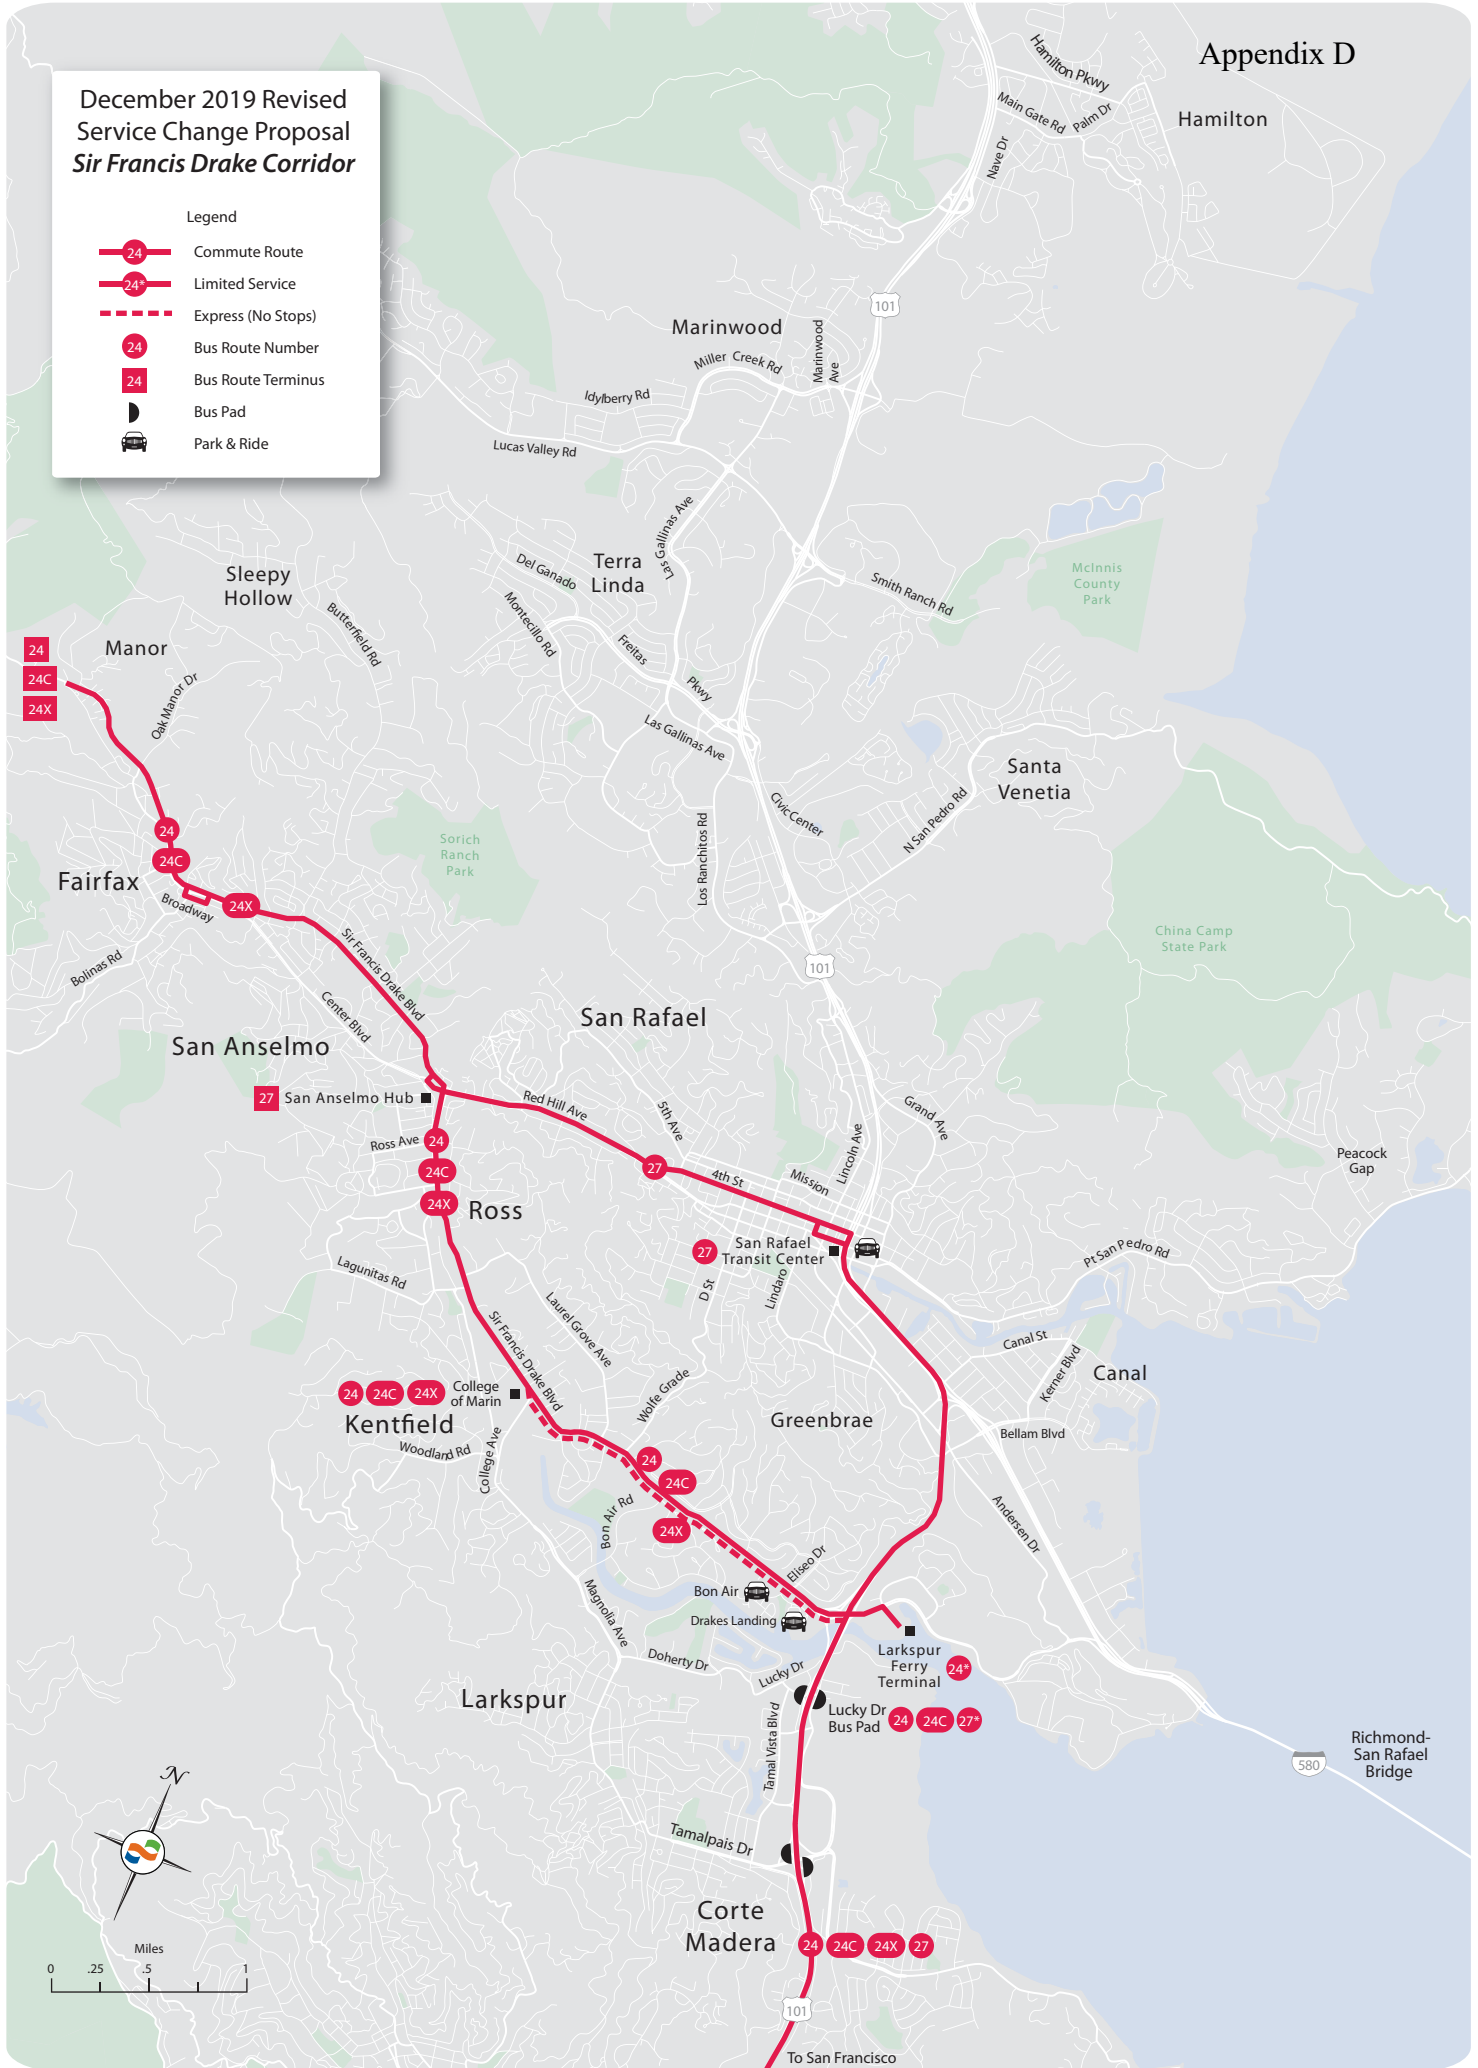 Appendix D
December 2019 Revised
Service Change Proposal
Sir Francis Drake Corridor
Legend
24 Commute Route
24* Limited Service
Express (No Stops)
24 Bus Route Number
24 Bus Route Terminus
Bus Pad
Park & Ride
Hamilton Pkwy
Main Gate Rd
Palm Dr
Hamilton
Nave Dr
101
Marinwood
Marinwood
Ave
Miller Creek Rd
Idylberry Rd
Lucas Valley Rd
Las Gallinas Ave
Terra
Linda
Del Ganado
Montecillo Rd
Freitas
Pkwy
Smith Ranch Rd
McInnis
County
Park
Sleepy
Hollow
Butterfield Rd
Manor
24
24C
24X
Oak Manor Dr
Las Gallinas Ave
Civic Center
N San Pedro Rd
Santa
Venetia
Los Ranchitos Rd
Sorich
Ranch
Park
24
24C
Fairfax
24X
Broadway
Bolinas Rd
Sir Francis Drake Blvd
Center Blvd
China Camp
State Park
101
San Rafael
San Anselmo
27 San Anselmo Hub
Red Hill Ave
5th Ave
Grand Ave
Lincoln Ave
Ross Ave
24
24C
24X
Ross
27
4th St
Mission
Peacock
Gap
27
San Rafael
Transit Center
D St
Lindaro
Pt San Pedro Rd
Lagunitas Rd
Laurel Grove Ave
Sir Francis Drake Blvd
Canal St
Kerner Blvd
Canal
24 24C 24X
College
of Marin
Kentfield
Wolfe Grade
Greenbrae
Bellam Blvd
Woodland Rd
College Ave
24
24C
24X
Bon Air Rd
Andersen Dr
Eliseo Dr
Bon Air
Drakes Landing
Magnolia Ave
Doherty Dr
Lucky Dr
Larkspur
Ferry
Terminal
24*
Larkspur
Tamal Vista Blvd
Lucky Dr
Bus Pad
24 24C 27*
Richmond-
San Rafael
Bridge
580
N
Tamalpais Dr
Corte
Madera
24 24C 24X 27
Miles
0 .25 .5 1
101
To San Francisco